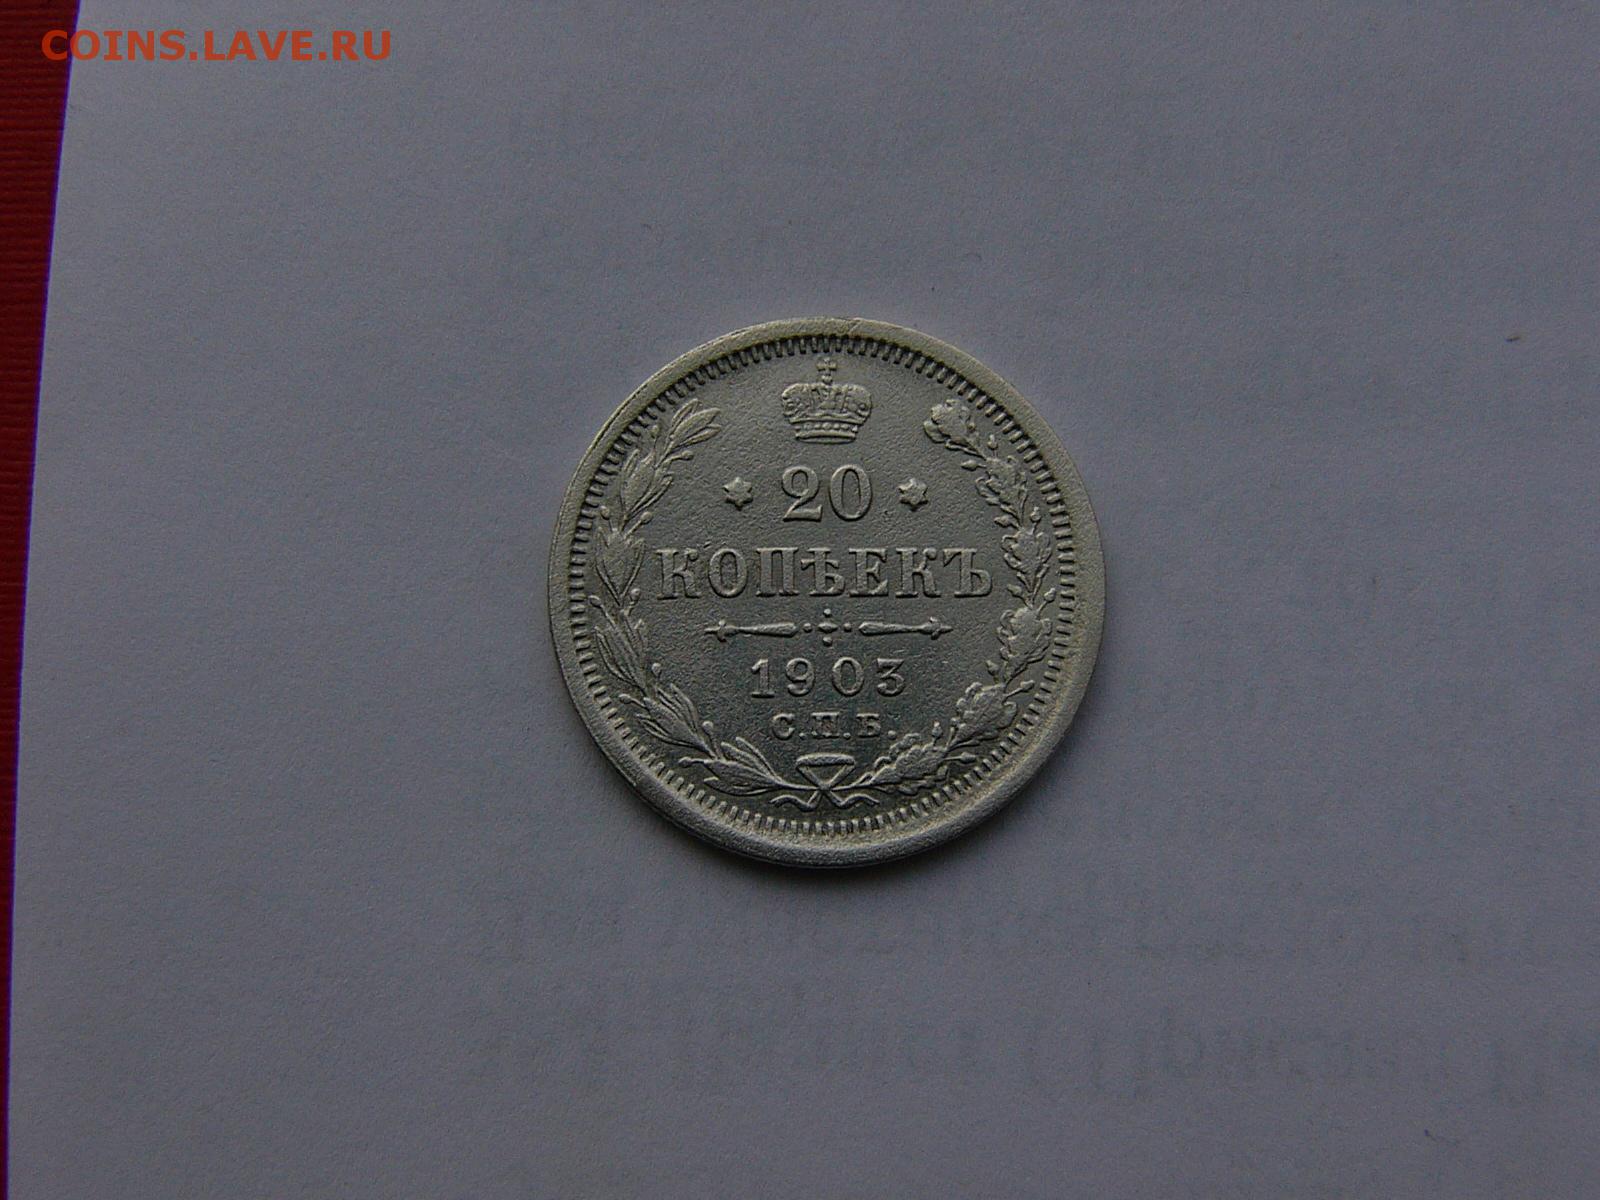 COINS.LAVE.RU
20
КОПѢЕКЪ
1903
С.П.Б.